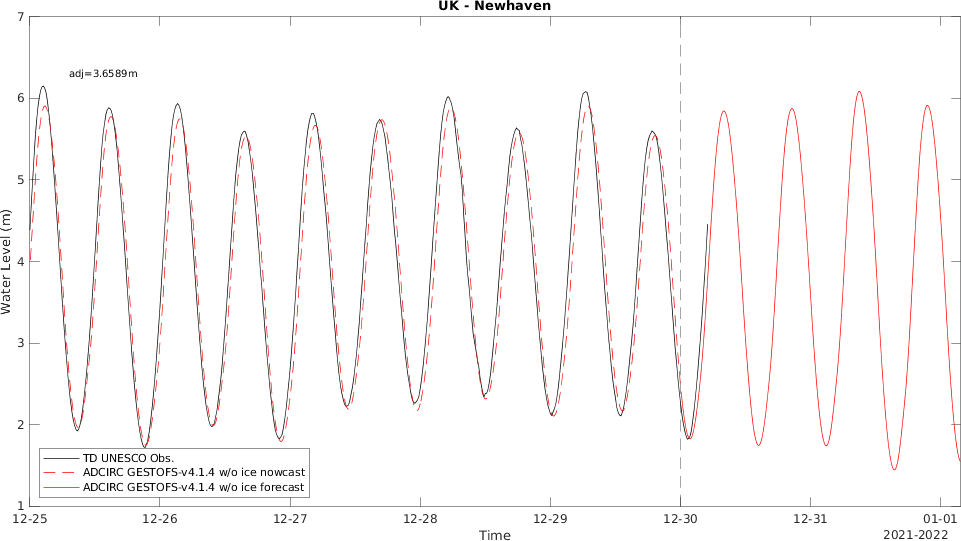 UK - Newhaven
7
adj=3.6589m
6
5
4
3
2
1
Water Level (m)
TD UNESCO Obs.
ADCIRC GESTOFS-v4.1.4 w/o ice nowcast
ADCIRC GESTOFS-v4.1.4 w/o ice forecast
12-25 12-26 12-27 12-28 12-29 12-30 12-31 01-01
Time
2021-2022